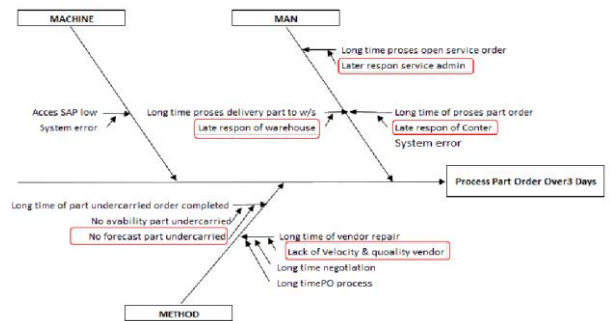 MACHINE
MAN
Long time proses open service order
Later respon service admin
Acces SAP low
System error
Long time proses delivery part to w/s
Late respon of warehouse
Long time of proses part order
Late respon of Conter
System error
Process Part Order Over3 Days
Long time of part undercarried order completed
No avability part undercarried
No forecast part undercarried
Long time of vendor repair
Lack of Velocity & quoality vendor
Long time negotiation
Long timePO process
METHOD